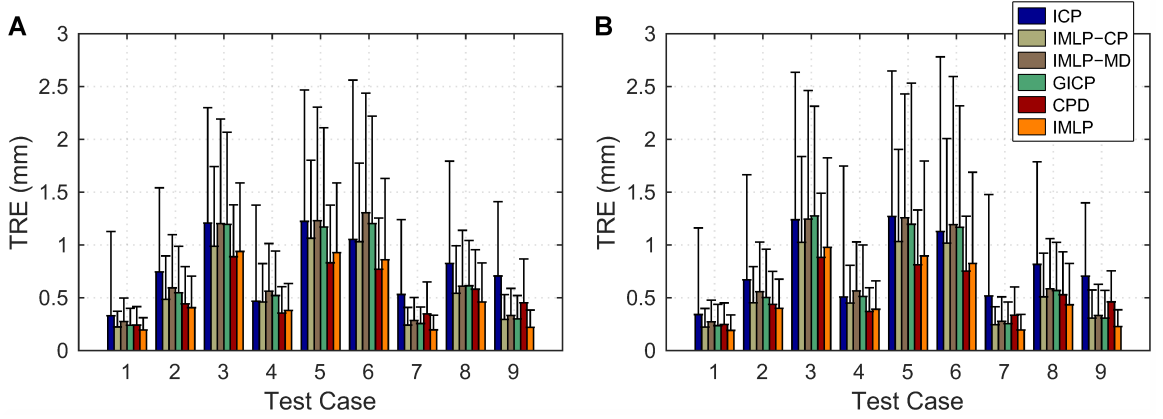 A
3
2.5
2
1.5
1
0.5
0
TRE (mm)
1 2 3 4 5 6 7 8 9
Test Case
B
3
2.5
2
1.5
1
0.5
0
TRE (mm)
1 2 3 4 5 6 7 8 9
Test Case
ICP
IMLP−CP
IMLP−MD
GICP
CPD
IMLP